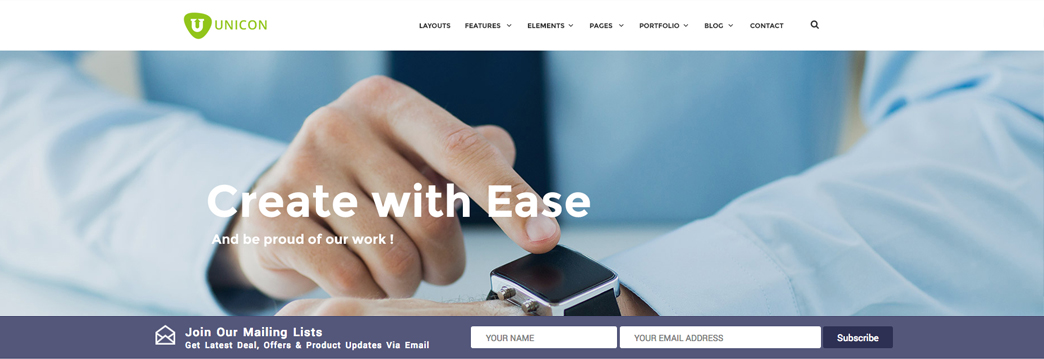 UNICON
LAYOUTS FEATURES ELEMENTS PAGES PORTFOLIO BLOG CONTACT
Create with Ease
And be proud of our work !
Join Our Mailing Lists
Get Latest Deal, Offers & Product Updates Via Email
YOUR NAME
YOUR EMAIL ADDRESS
Subscribe